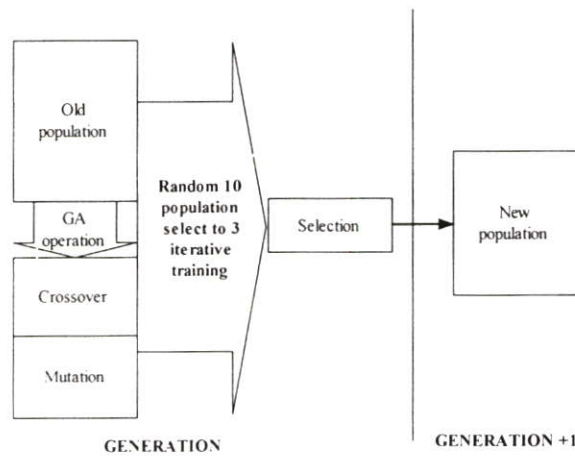 Old
population
GA
operation
Crossover
Mutation
Random 10
population
select to 3
iterative
training
Selection
New
population
GENERATION
GENERATION +1